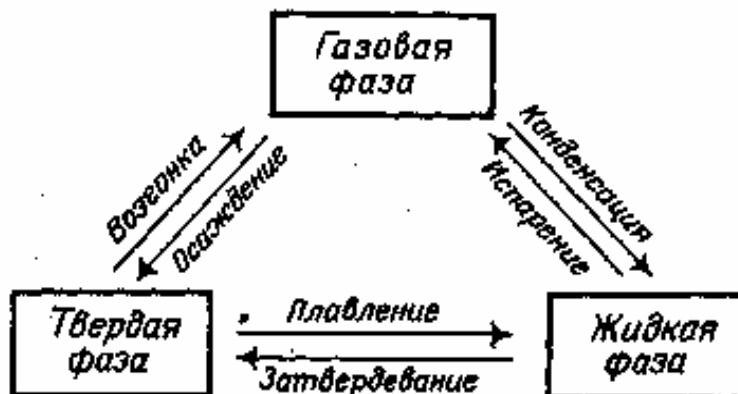 Газовая
фаза
Возгонка
Осаждение
Конденсация
Испарение
Твердая
фаза
Плавление
Затвердевание
Жидкая
фаза